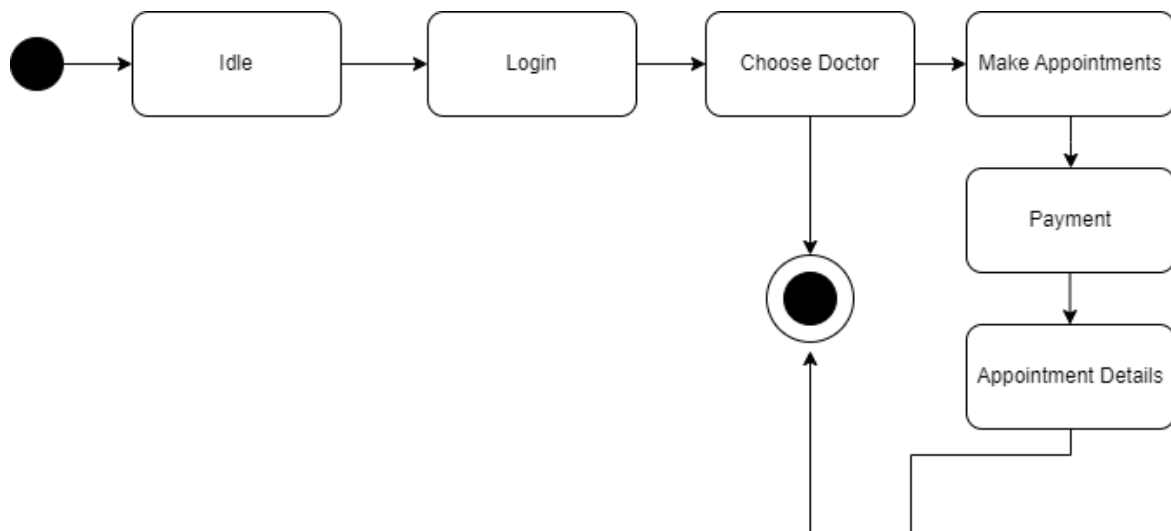 Idle
Login
Choose Doctor
Make Appointments
Payment
Appointment Details